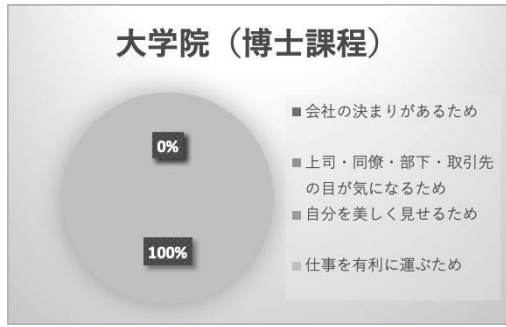 大学院（博士課程）
0%
100%
会社の決まりがあるため
上司・同僚・部下・取引先
の目が気になるため
自分を美しく見せるため
仕事を有利に運ぶため